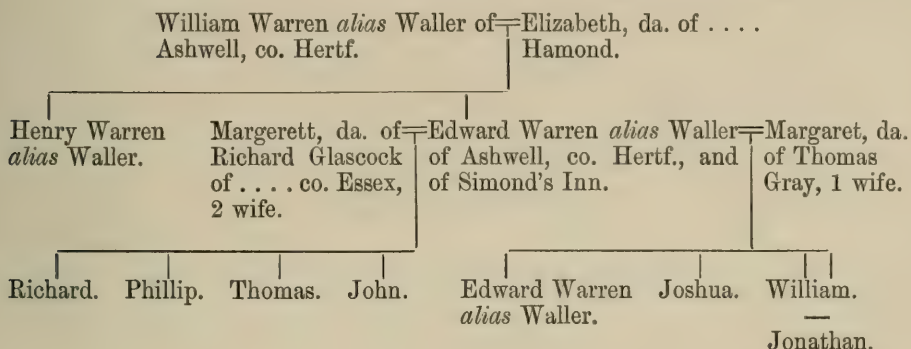 William Warren alias Waller of
Ashwell, co. Hertf.
Elizabeth, da. of . . . .
Hamond.
Henry Warren
alias Waller.
Margerett, da. of
Richard Glascock
of . . . . co. Essex,
2 wife.
Edward Warren alias Waller
of Ashwell, co. Hertf., and
of Simond's Inn.
Margaret, da.
of Thomas
Gray, 1 wife.
Richard.
Phillip.
Thomas.
John.
Edward Warren
alias Waller.
Joshua.
William.
Jonathan.